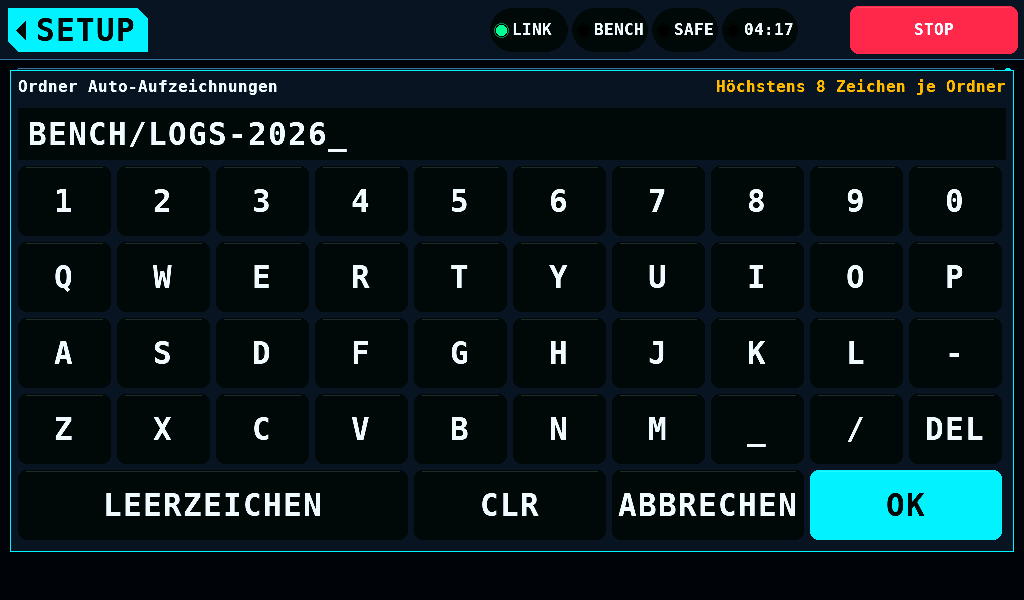 SETUP LINK BENCH SAFE 04:17 STOP
Ordner Auto-Aufzeichnungen Höchstens 8 Zeichen je Ordner
BENCH/LOGS-2026_
1 2 3 4 5 6 7 8 9 0
Q W E R T Y U I O P
A S D F G H J K L -
Z X C V B N M _ / DEL
LEERZEICHEN CLR ABBRECHEN OK